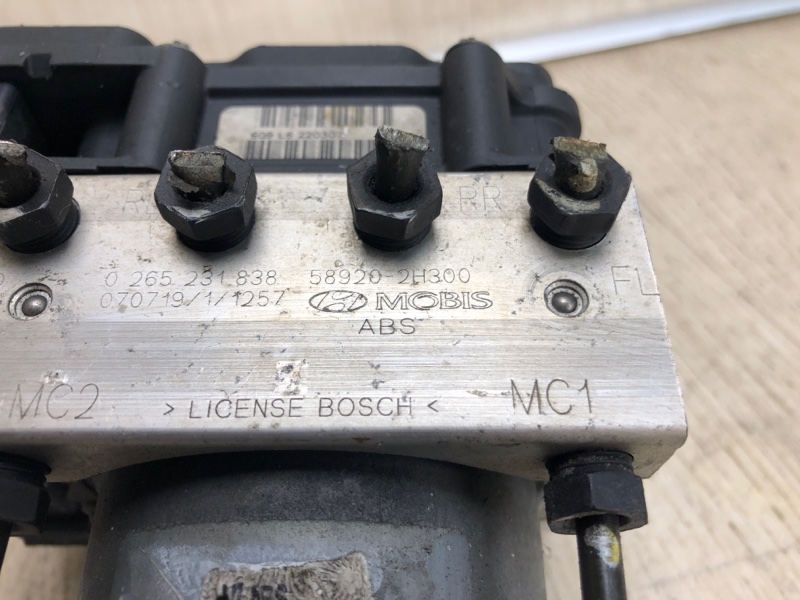 RR
0 265 231.838 58920-2H300
070719/1/1257 MOBIS
FL
ABS
MC2 > LICENSE BOSCH < MC1